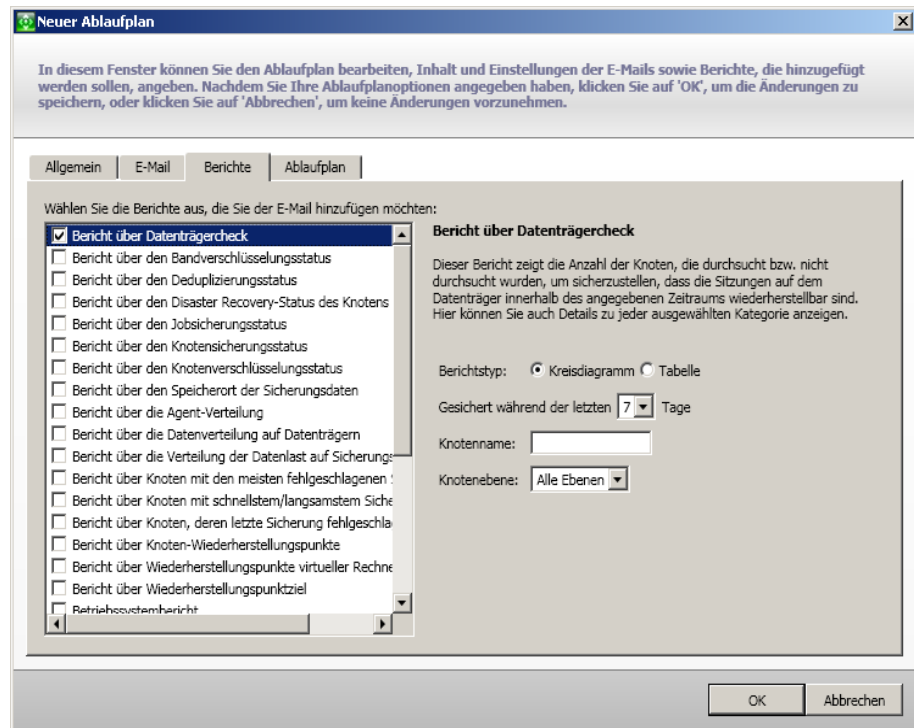 Neuer Ablaufplan
In diesem Fenster können Sie den Ablaufplan bearbeiten, Inhalt und Einstellungen der E-Mails sowie Berichte, die hinzugefügt
werden sollen, angeben. Nachdem Sie Ihre Ablaufplanoptionen angegeben haben, klicken Sie auf 'OK', um die Änderungen zu
speichern, oder klicken Sie auf 'Abbrechen', um keine Änderungen vorzunehmen.
Allgemein E-Mail Berichte Ablaufplan
Wählen Sie die Berichte aus, die Sie der E-Mail hinzufügen möchten:
Bericht über Datenträgercheck
Bericht über den Bandverschlüsselungsstatus
Bericht über den Deduplizierungsstatus
Bericht über den Disaster Recovery-Status des Knotens
Bericht über den Jobsicherungsstatus
Bericht über den Knotensicherungsstatus
Bericht über den Knotenverschlüsselungsstatus
Bericht über den Speicherort der Sicherungsdaten
Bericht über die Agent-Verteilung
Bericht über die Datenverteilung auf Datenträgern
Bericht über die Verteilung der Datenlast auf Sicherungs
Bericht über Knoten mit den meisten fehlgeschlagenen
Bericht über Knoten mit schnellstem/langsamstem Siche
Bericht über Knoten, deren letzte Sicherung fehlgeschla
Bericht über Knoten-Wiederherstellungspunkte
Bericht über Wiederherstellungspunkte virtueller Rechne
Bericht über Wiederherstellungspunktziel
Betriebssystembericht
Bericht über Datenträgercheck
Dieser Bericht zeigt die Anzahl der Knoten, die durchsucht bzw. nicht
durchsucht wurden, um sicherzustellen, dass die Sitzungen auf dem
Datenträger innerhalb des angegebenen Zeitraums wiederherstellbar sind.
Hier können Sie auch Details zu jeder ausgewählten Kategorie anzeigen.
Berichtstyp: Kreisdiagramm Tabelle
Gesichert während der letzten 7 Tage
Knotenname:
Knotenebene: Alle Ebenen
OK Abbrechen